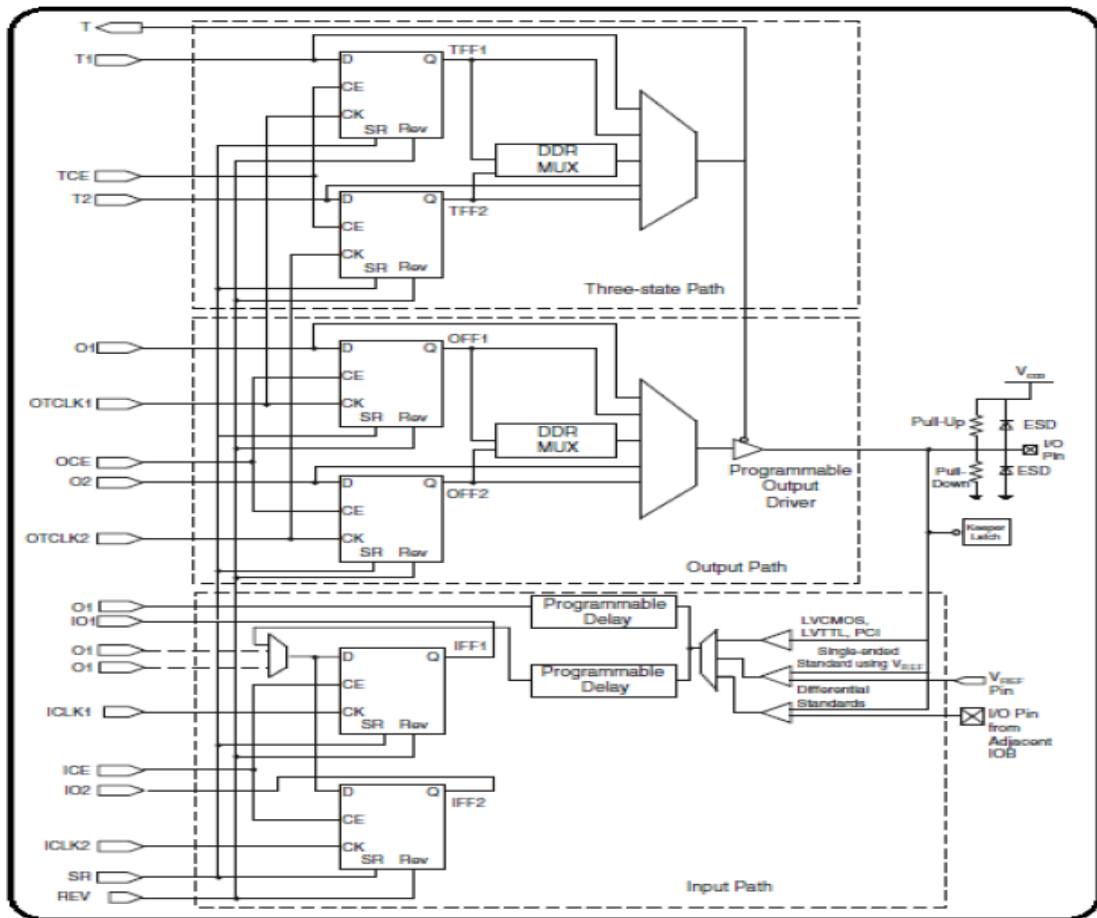 T
T1
D Q TFF1
CE
CK
SR Rev
DDR
MUX
TCE
T2
D Q TFF2
CE
CK
SR Rev
Three-state Path
O1
D Q OFF1
CE
OTCLK1
CK
SR Rev
DDR
MUX
OCE
O2
D Q OFF2
CE
OTCLK2
CK
SR Rev
Programmable
Output
Driver
Output Path
Pull-Up
ESD
I/O
Pin
Pull-
Down
ESD
Keeper
Latch
O1
IO1
O1
O1
Programmable
Delay
Programmable
Delay
D Q IFF1
CE
ICLK1
CK
SR Rev
LVCMOS,
LVTTL, PCI
Single-ended
Standard using VREF
Differential
Standards
VREF
Pin
I/O Pin
from
Adjacent
IOB
ICE
IO2
D Q IFF2
CE
ICLK2
CK
SR Rev
SR
REV
Input Path